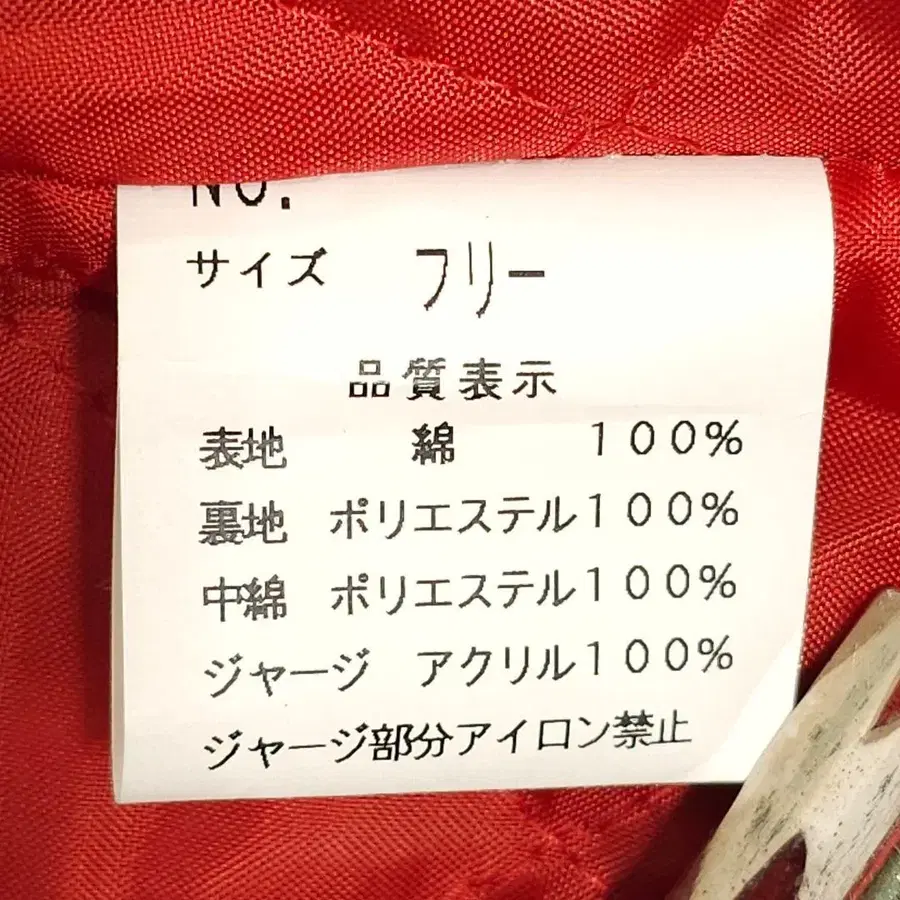 NO.
サイズ　フリー
品質表示
表地　綿　100%
裏地　ポリエステル100%
中綿　ポリエステル100%
ジャージ　アクリル100%
ジャージ部分アイロン禁止